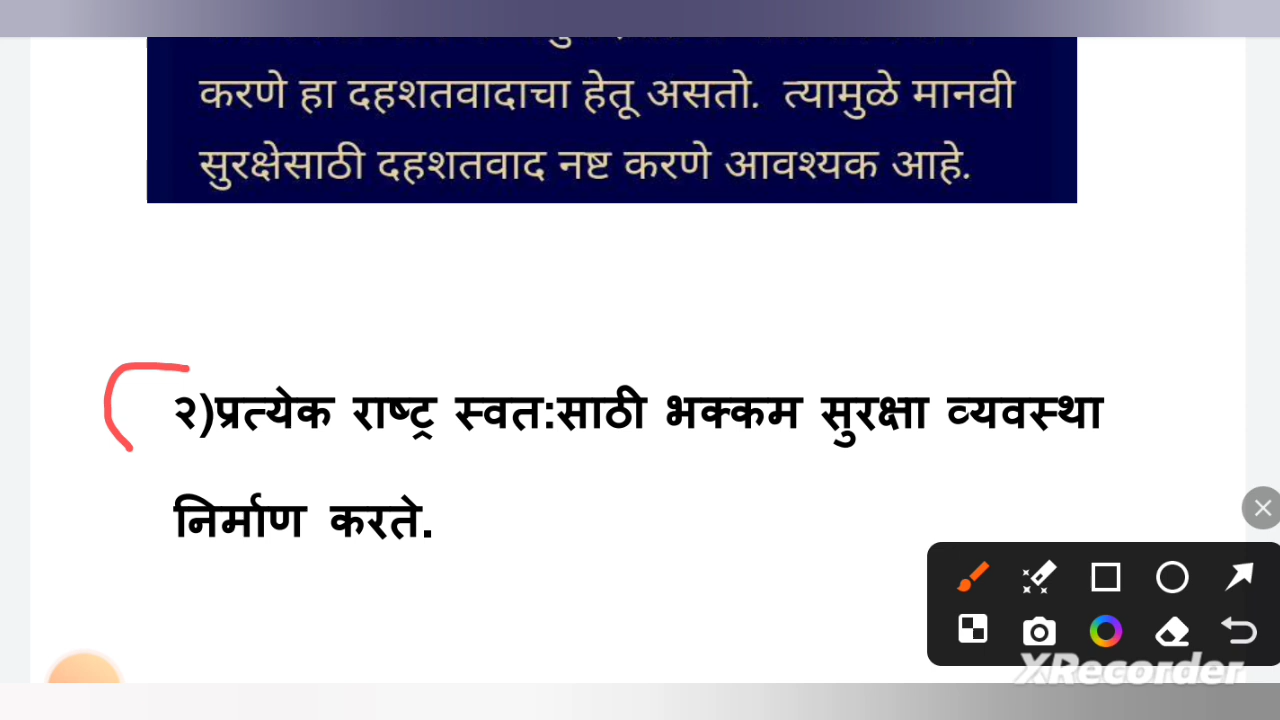 करणे हा दहशतवादाचा हेतू असतो. त्यामुळे मानवी
सुरक्षेसाठी दहशतवाद नष्ट करणे आवश्यक आहे.
२)प्रत्येक राष्ट्र स्वत:साठी भक्कम सुरक्षा व्यवस्था
निर्माण करते.
XRecorder